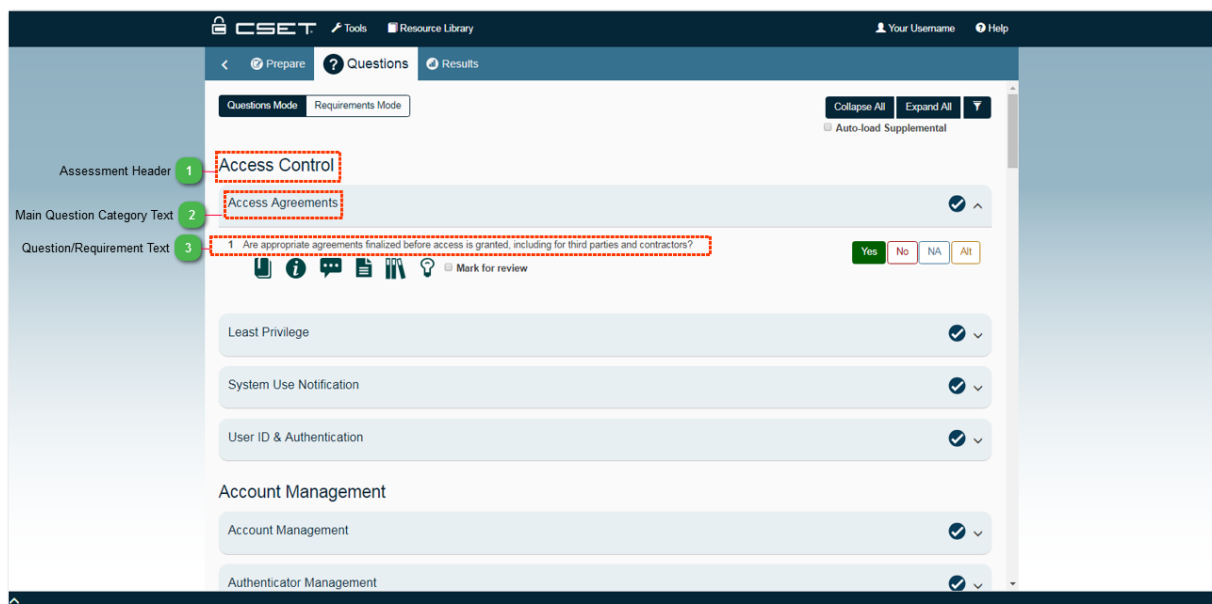 CSET Tools Resource Library Your Username Help
Prepare ? Questions Results
Questions Mode Requirements Mode Collapse All Expand All
Auto-load Supplemental
Assessment Header 1 Access Control
Main Question Category Text 2 Access Agreements
Question/Requirement Text 3 1 Are appropriate agreements finalized before access is granted, including for third parties and contractors? Yes No NA Alt
Mark for review
Least Privilege
System Use Notification
User ID & Authentication
Account Management
Account Management
Authenticator Management